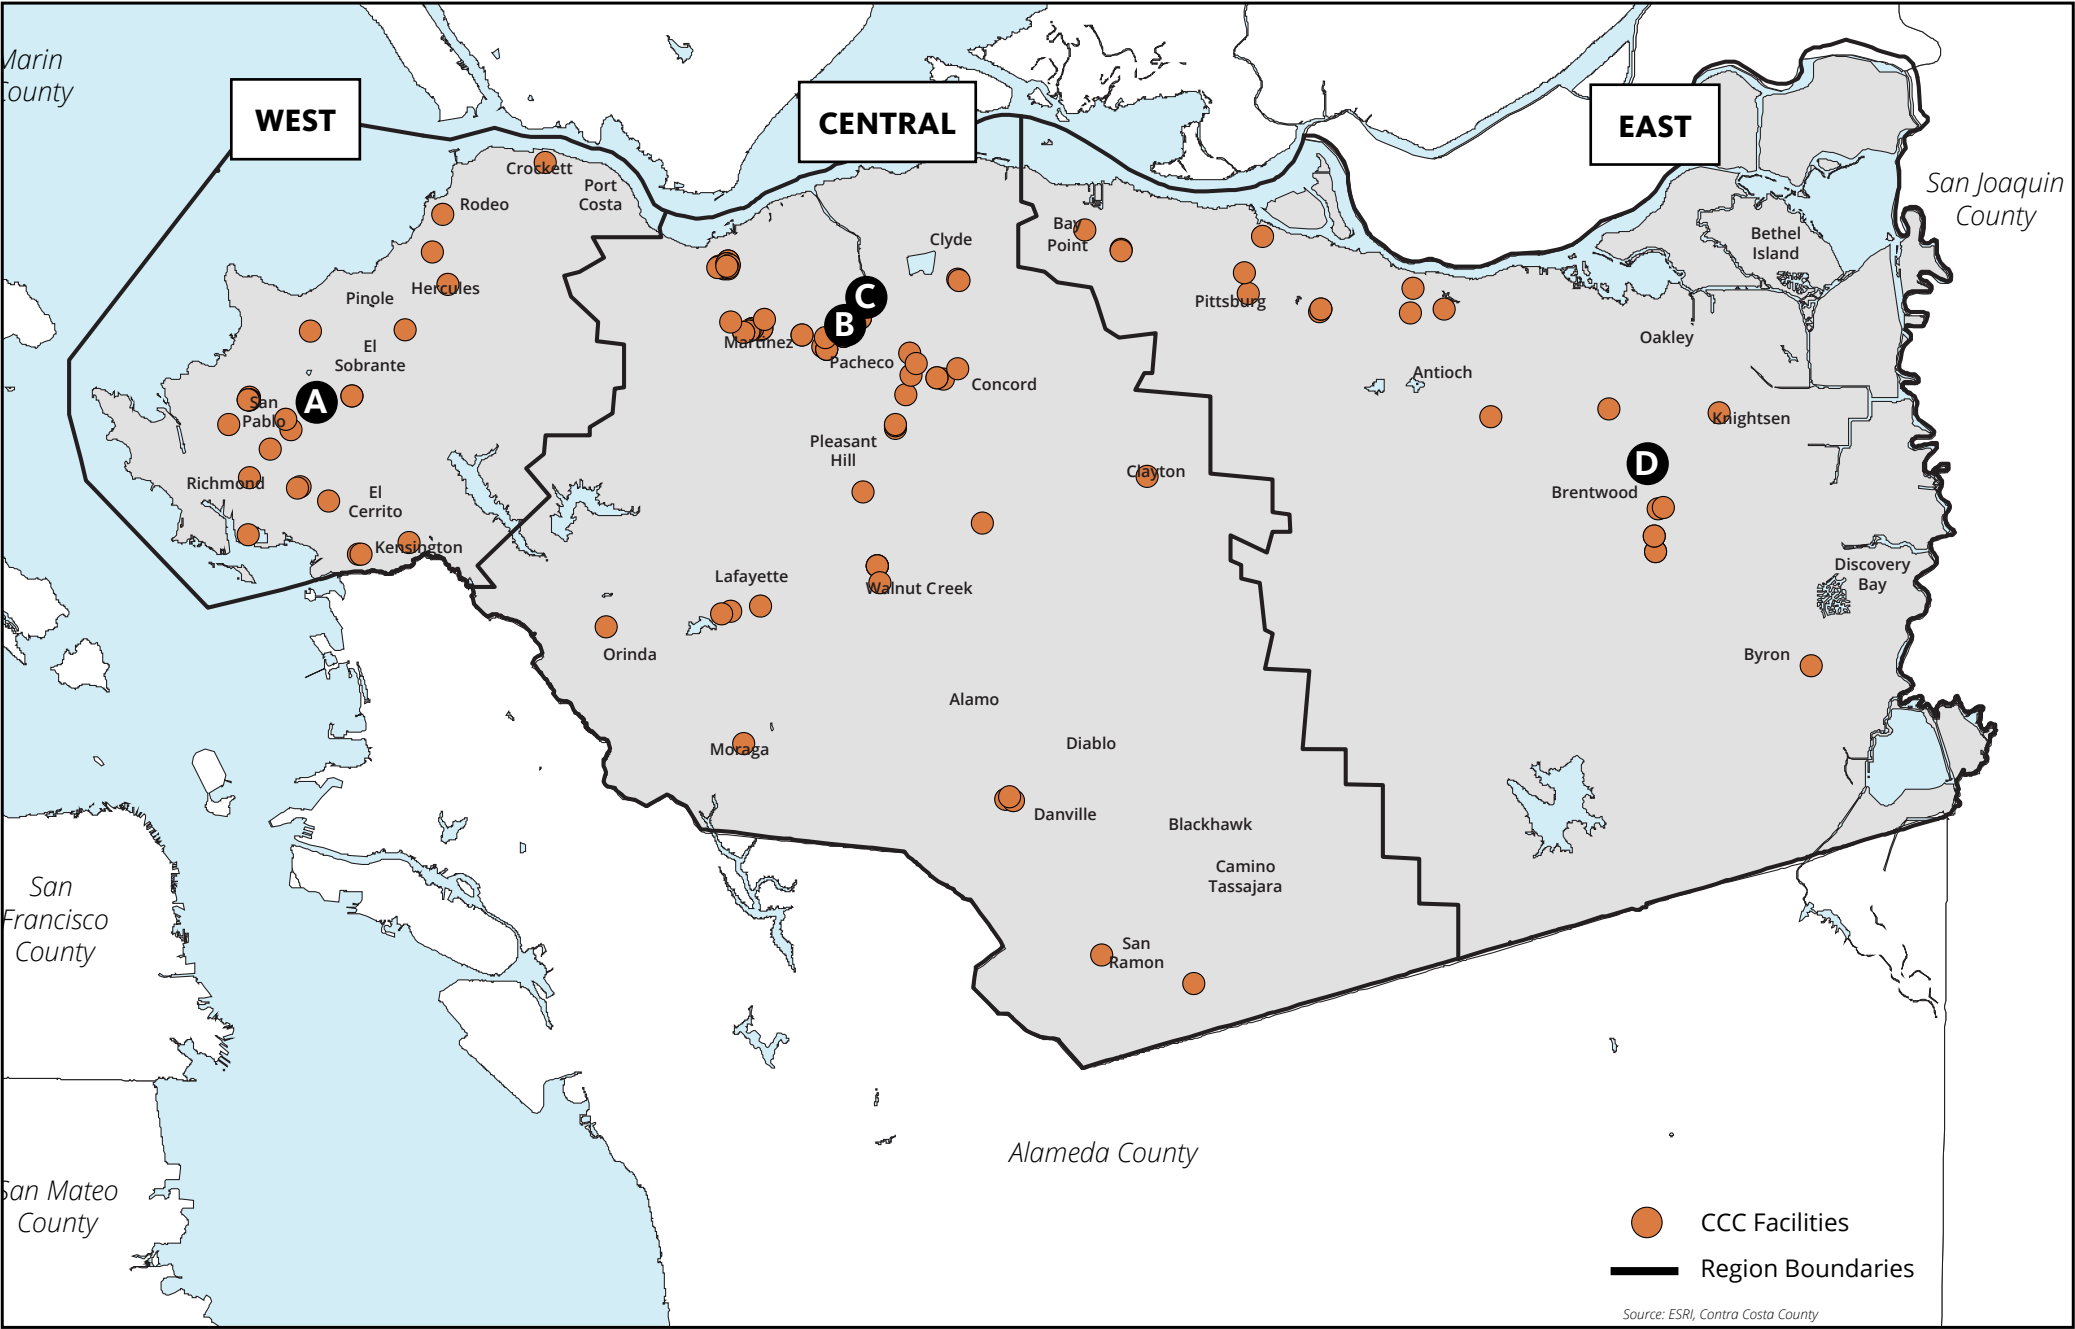 Marin
County
WEST
CENTRAL
EAST
San Joaquin
County
Crockett
Port
Costa
Rodeo
Hercules
Pinole
El
Sobrante
A
San
Pablo
Richmond
El
Cerrito
Kensington
Clyde
C
B
Martinez
Pacheco
Concord
Pleasant
Hill
Clayton
Walnut Creek
Lafayette
Orinda
Moraga
Alamo
Diablo
Danville
Blackhawk
Camino
Tassajara
San
Ramon
Bay
Point
Pittsburg
Antioch
Oakley
Bethel
Island
Knightsen
D
Brentwood
Discovery
Bay
Byron
San
Francisco
County
San Mateo
County
Alameda County
CCC Facilities
Region Boundaries
Source: ESRI, Contra Costa County